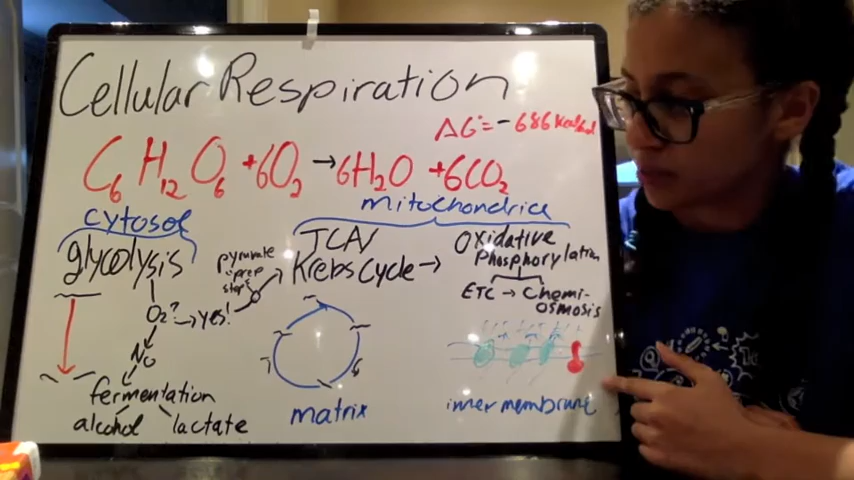 Cellular Respiration
ΔG°= -686 kcal/mol
C6H12O6 + 6O2 → 6H2O + 6CO2
cytosol
mitochondria
glycolysis
pyruvate
"prep
step"
TCA/
Krebs Cycle →
Oxidative
Phosphorylation
ETC → Chemi-
osmosis
O2? → yes!
No
fermentation
alcohol lactate
matrix
inner membrane